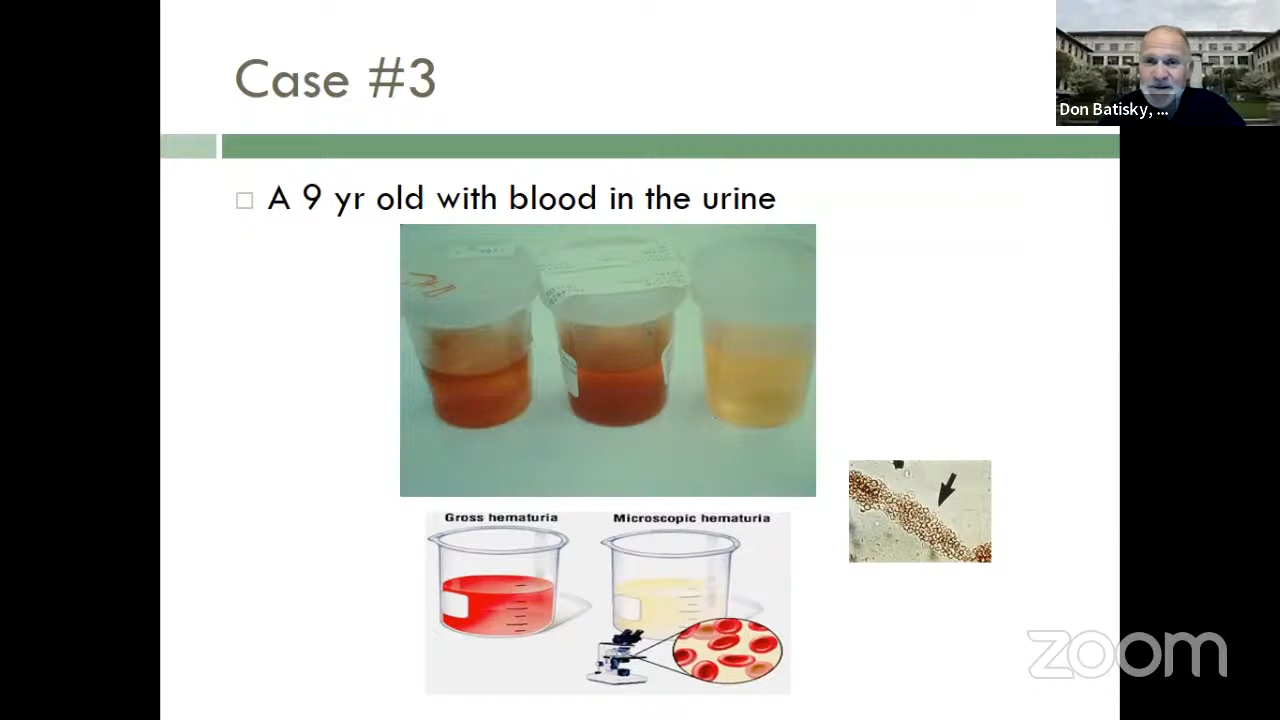 Case #3
Don Batisky, ...
A 9 yr old with blood in the urine
Gross hematuria
Microscopic hematuria
zoom